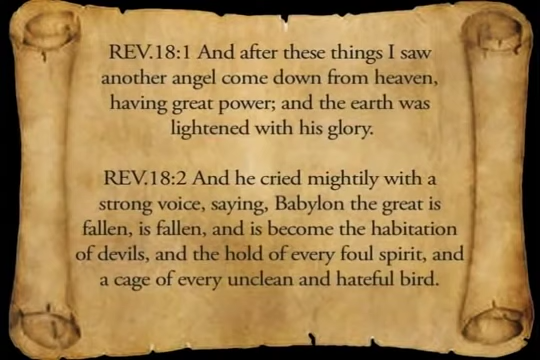 REV.18:1 And after these things I saw
another angel come down from heaven,
having great power; and the earth was
lightened with his glory.
REV.18:2 And he cried mightily with a
strong voice, saying, Babylon the great is
fallen, is fallen, and is become the habitation
of devils, and the hold of every foul spirit, and
a cage of every unclean and hateful bird.